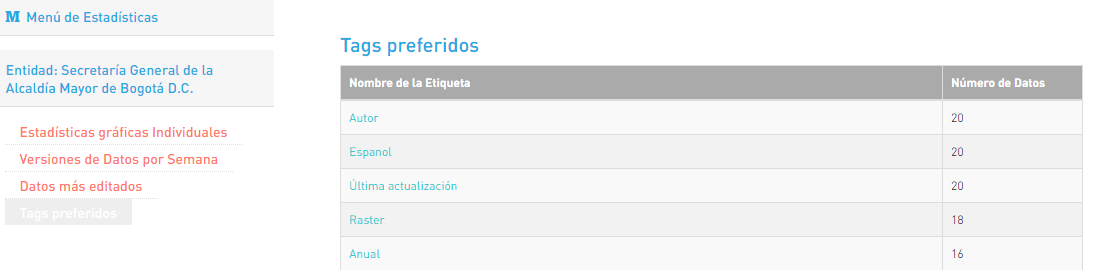 M Menú de Estadísticas
Entidad: Secretaría General de la
Alcaldía Mayor de Bogotá D.C.
Estadísticas gráficas Individuales
Versiones de Datos por Semana
Datos más editados
Tags preferidos
Tags preferidos
Nombre de la Etiqueta Número de Datos
Autor 20
Espanol 20
Última actualización 20
Raster 18
Anual 16